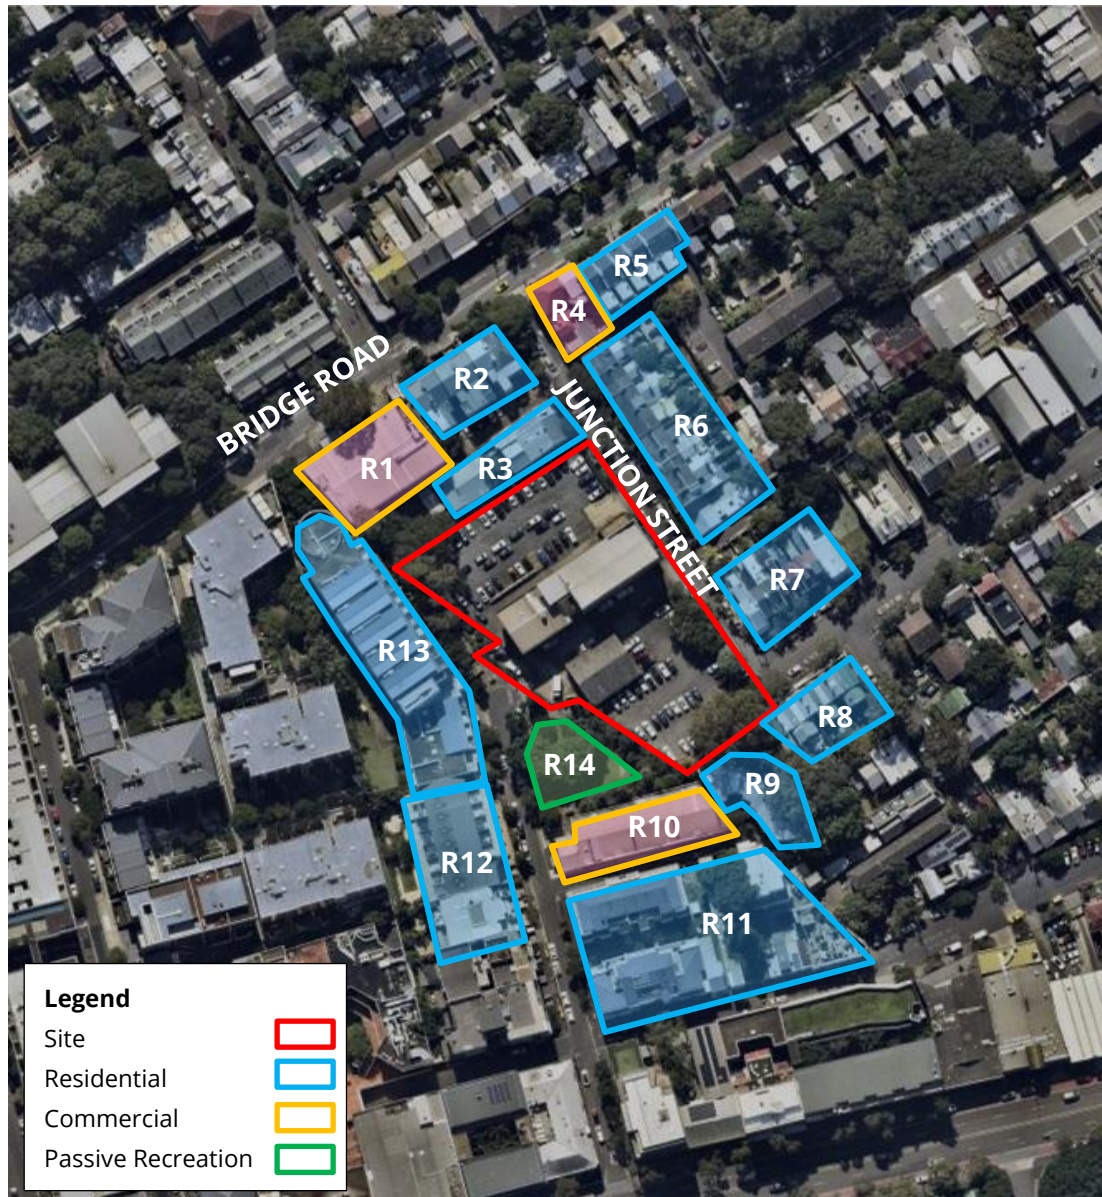 R5
R4
BRIDGE ROAD
R2
JUNCTION STREET
R6
R1
R3
R7
R13
R8
R14
R9
R10
R12
R11
Legend
Site
Residential
Commercial
Passive Recreation